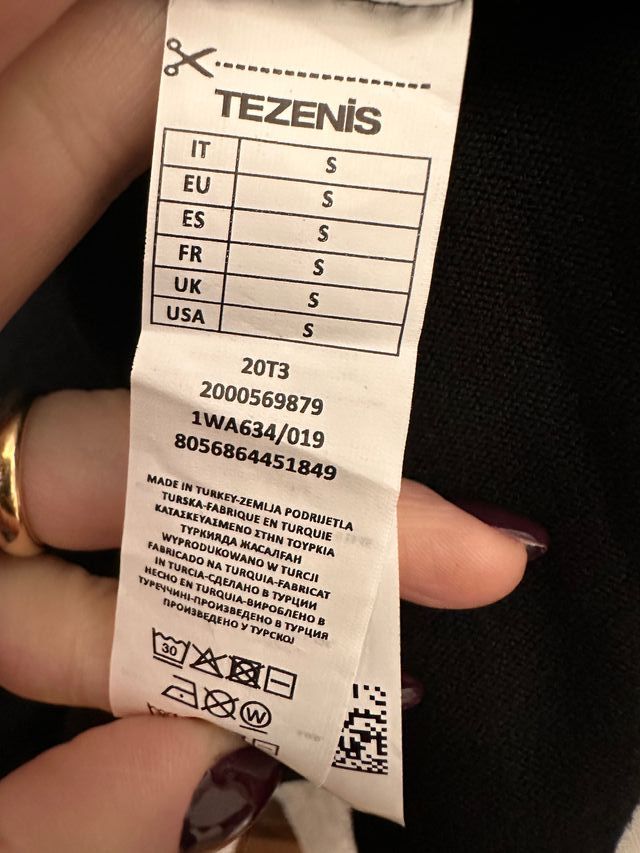 TEZENİS
IT S
EU S
ES S
FR S
UK S
USA S
20T3
2000569879
1WA634/019
8056864451849
MADE IN TURKEY-ZEMLJA PODRIJETLA
TURSKA-FABRIQUE EN TURQUIE
ΚΑΤΑΣΚΕΥΑΣΜΕΝΟ ΣΤΗΝ ΤΟΥΡΚΙΑ
ТУРКИЯДА ЖАСАЛҒАН
WYPRODUKOWANO W TURCJI
FABRICADO NA TURQUIA-FABRICAT
IN TURCIA-СДЕЛАНО В ТУРЦИИ
HECHO EN TURQUIA-ВИРОБЛЕНО В
ТУРЕЧЧИНІ-ПРОИЗВЕДЕНО В ТУРЦИЯ
ПРОИЗВЕДЕНО У ТУРСКОЈ
30
W